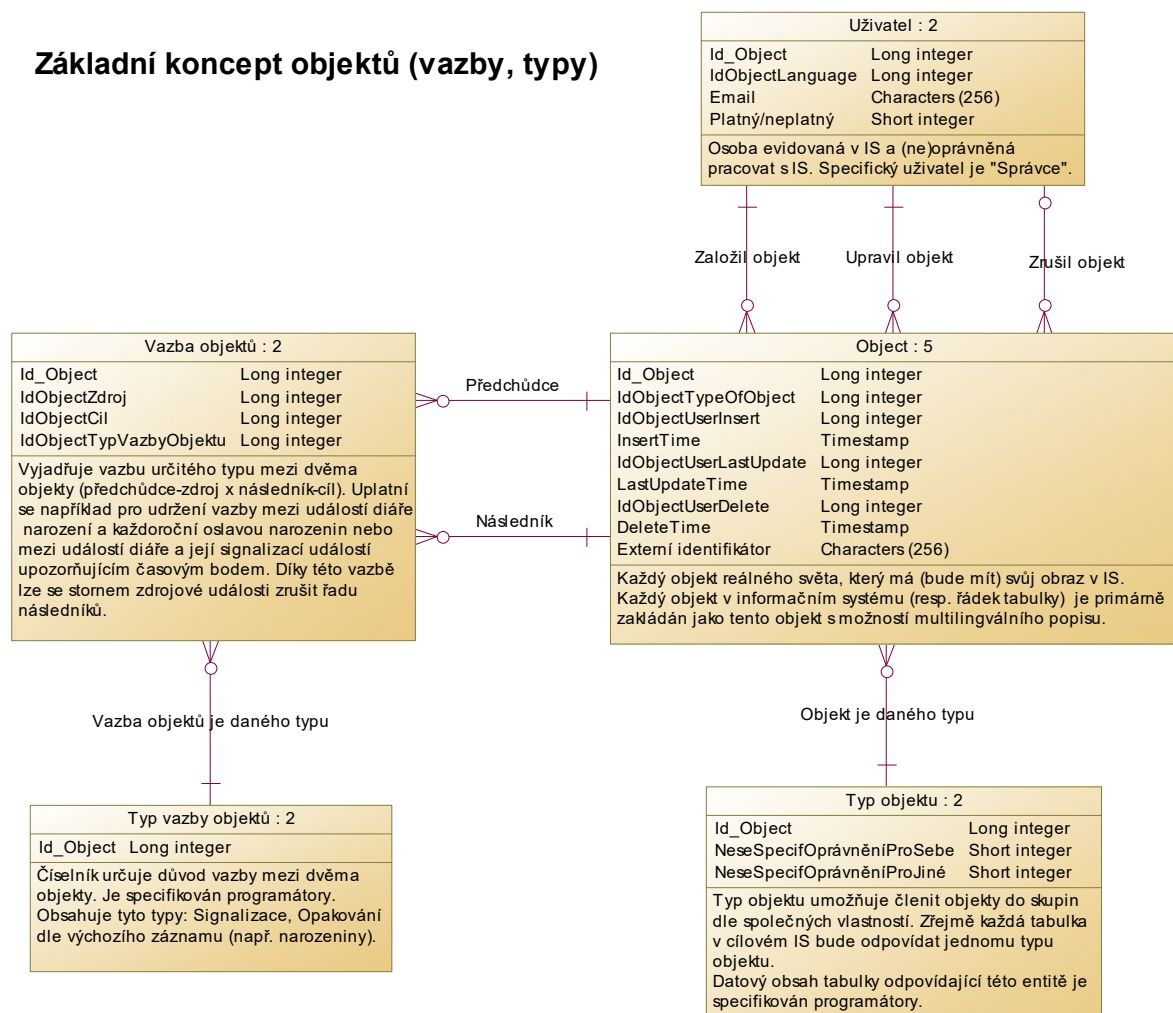 Základní koncept objektů (vazby, typy)
Uživatel : 2
Id_Object Long integer
IdObjectLanguage Long integer
Email Characters (256)
Platný/neplatný Short integer
Osoba evidovaná v IS a (ne)oprávněná
pracovat s IS. Specifický uživatel je "Správce".
Založil objekt
Upravil objekt
Zrušil objekt
Vazba objektů : 2
Id_Object Long integer
IdObjectZdroj Long integer
IdObjectCil Long integer
IdObjectTypVazbyObjektu Long integer
Vyjadřuje vazbu určitého typu mezi dvěma
objekty (předchůdce-zdroj x následník-cíl). Uplatní
se například pro udržení vazby mezi událostí diáře
narození a každoroční oslavou narozenin nebo
mezi událostí diáře a její signalizací událostí
upozorňujícím časovým bodem. Díky této vazbě
lze se stornem zdrojové události zrušit řadu
následníků.
Předchůdce
Následník
Object : 5
Id_Object Long integer
IdObjectTypeOfObject Long integer
IdObjectUserInsert Long integer
InsertTime Timestamp
IdObjectUserLastUpdate Long integer
LastUpdateTime Timestamp
IdObjectUserDelete Long integer
DeleteTime Timestamp
Externí identifikátor Characters (256)
Každý objekt reálného světa, který má (bude mít) svůj obraz v IS.
Každý objekt v informačním systému (resp. řádek tabulky) je primárně
zakládán jako tento objekt s možností multilingválního popisu.
Vazba objektů je daného typu
Objekt je daného typu
Typ vazby objektů : 2
Id_Object Long integer
Číselník určuje důvod vazby mezi dvěma
objekty. Je specifikován programátory.
Obsahuje tyto typy: Signalizace, Opakování
dle výchozího záznamu (např. narozeniny).
Typ objektu : 2
Id_Object Long integer
NeseSpecifOprávněníProSebe Short integer
NeseSpecifOprávněníProJiné Short integer
Typ objektu umožňuje členit objekty do skupin
dle společných vlastností. Zřejmě každá tabulka
v cílovém IS bude odpovídat jednomu typu
objektu.
Datový obsah tabulky odpovídající této entitě je
specifikován programátory.